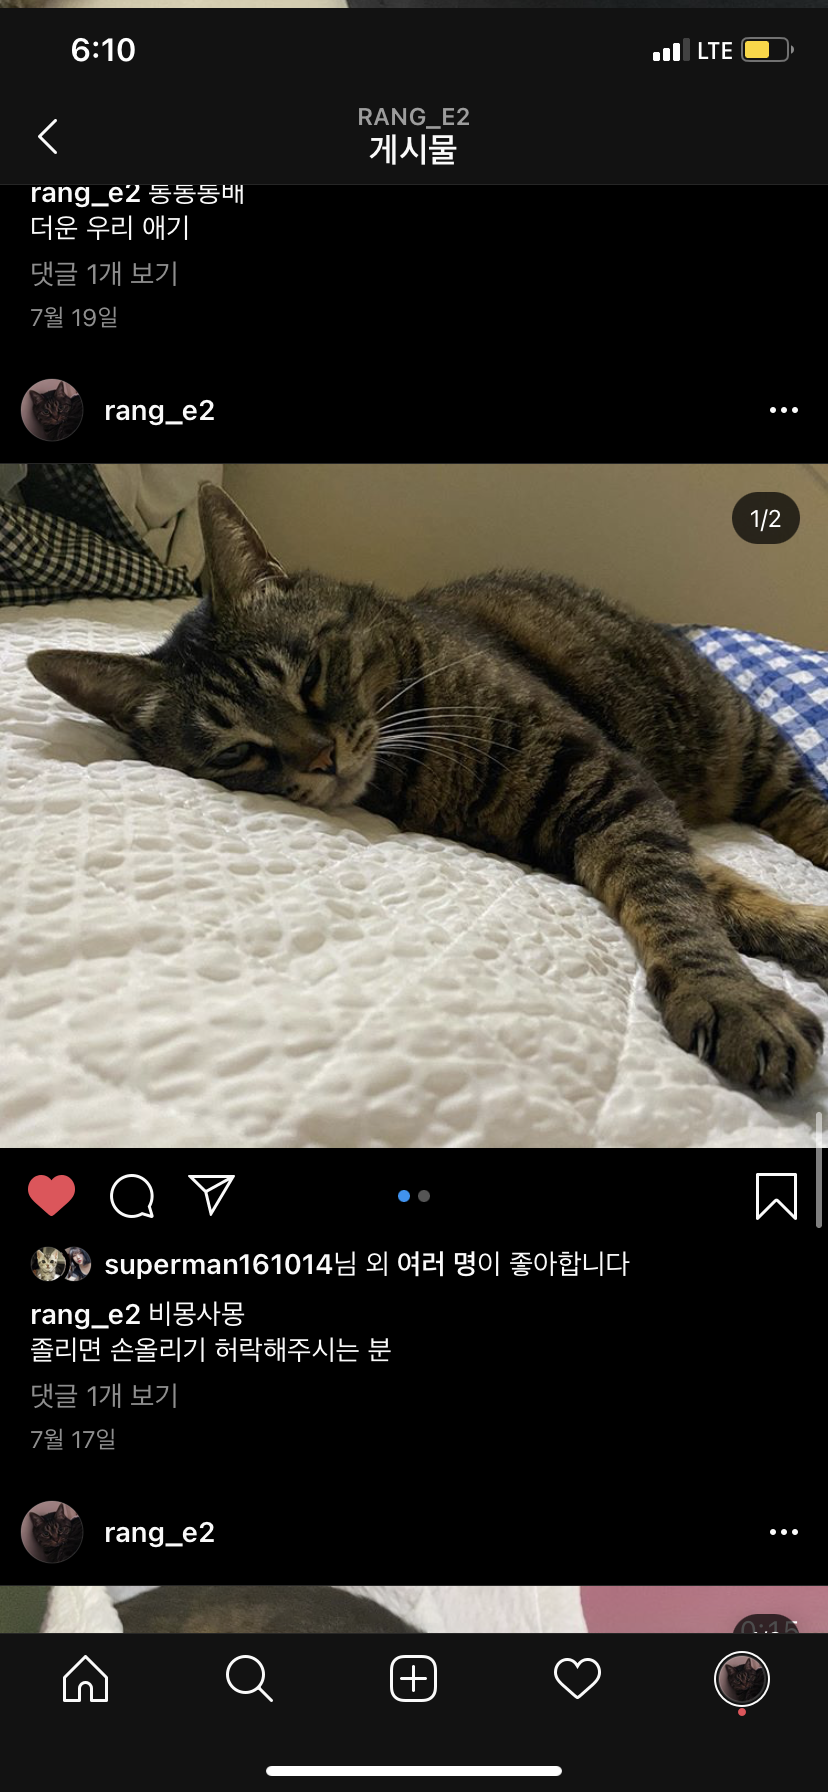 6:10
LTE
RANG_E2
게시물
rang_e2 통통통배
더운 우리 애기
댓글 1개 보기
7월 19일
rang_e2
1/2
superman161014님 외 여러 명이 좋아합니다
rang_e2 비몽사몽
졸리면 손올리기 허락해주시는 분
댓글 1개 보기
7월 17일
rang_e2